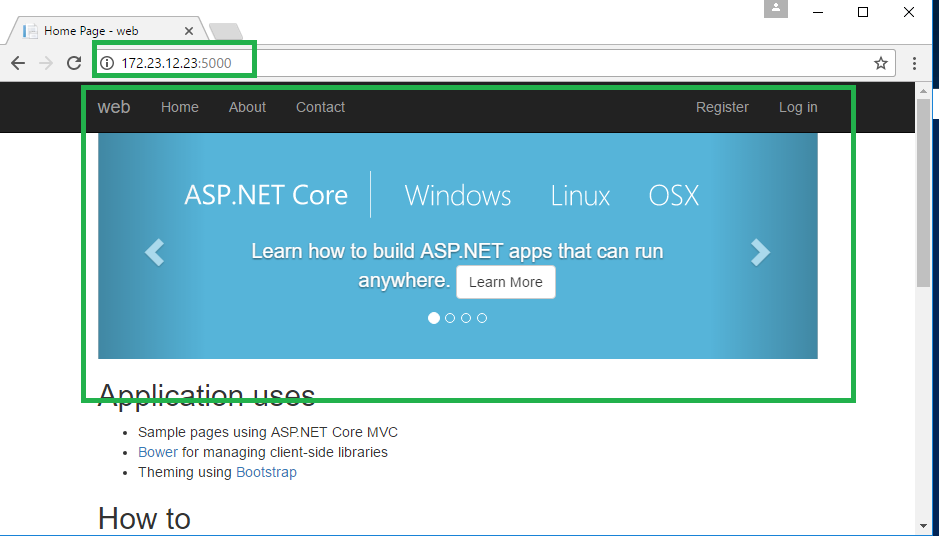 Home Page - web
172.23.12.23:5000
web Home About Contact Register Log in
ASP.NET Core Windows Linux OSX
Learn how to build ASP.NET apps that can run
anywhere. Learn More
Application uses
Sample pages using ASP.NET Core MVC
Bower for managing client-side libraries
Theming using Bootstrap
How to